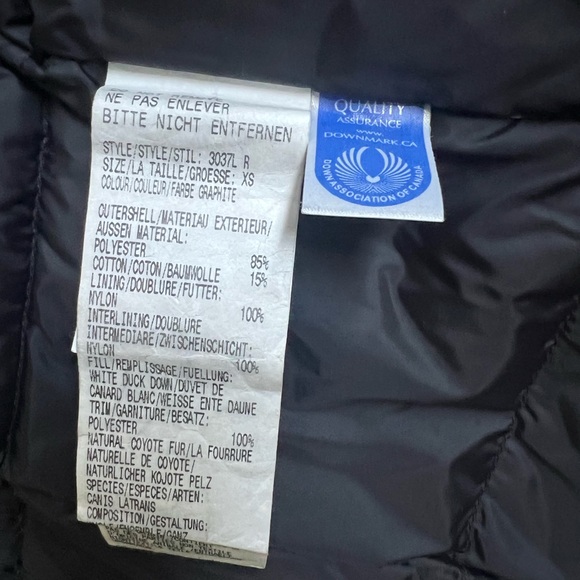 NE PAS ENLEVER
BITTE NICHT ENTFERNEN
STYLE/STYLE/STIL: 3037L R
SIZE/LA TAILLE/GROESSE: XS
COLOUR/COULEUR/FARBE GRAPHITE
OUTERSHELL/MATERIAU EXTERIEUR/
AUSSEN MATERIAL:
POLYESTER 85%
COTTON/COTON/BAUMWOLLE 15%
LINING/DOUBLURE/FUTTER:
NYLON 100%
INTERLINING/DOUBLURE
INTERMEDIARE/ZWISCHENSCHICHT:
NYLON 100%
FILL/REMPLISSAGE/FUELLUNG:
WHITE DUCK DOWN/DUVET DE
CANARD BLANC/WEISSE ENTE DAUNE
TRIM/GARNITURE/BESATZ:
POLYESTER 100%
NATURAL COYOTE FUR/LA FOURRURE
NATURELLE DE COYOTE/
NATURLICHER KOJOTE PELZ
SPECIES/ESPECES/ARTEN:
CANIS LATRANS
COMPOSITION/GESTALTUNG:
QUALITY
ASSURANCE
www.
DOWNMARK.CA
DOWN ASSOCIATION OF CANADA